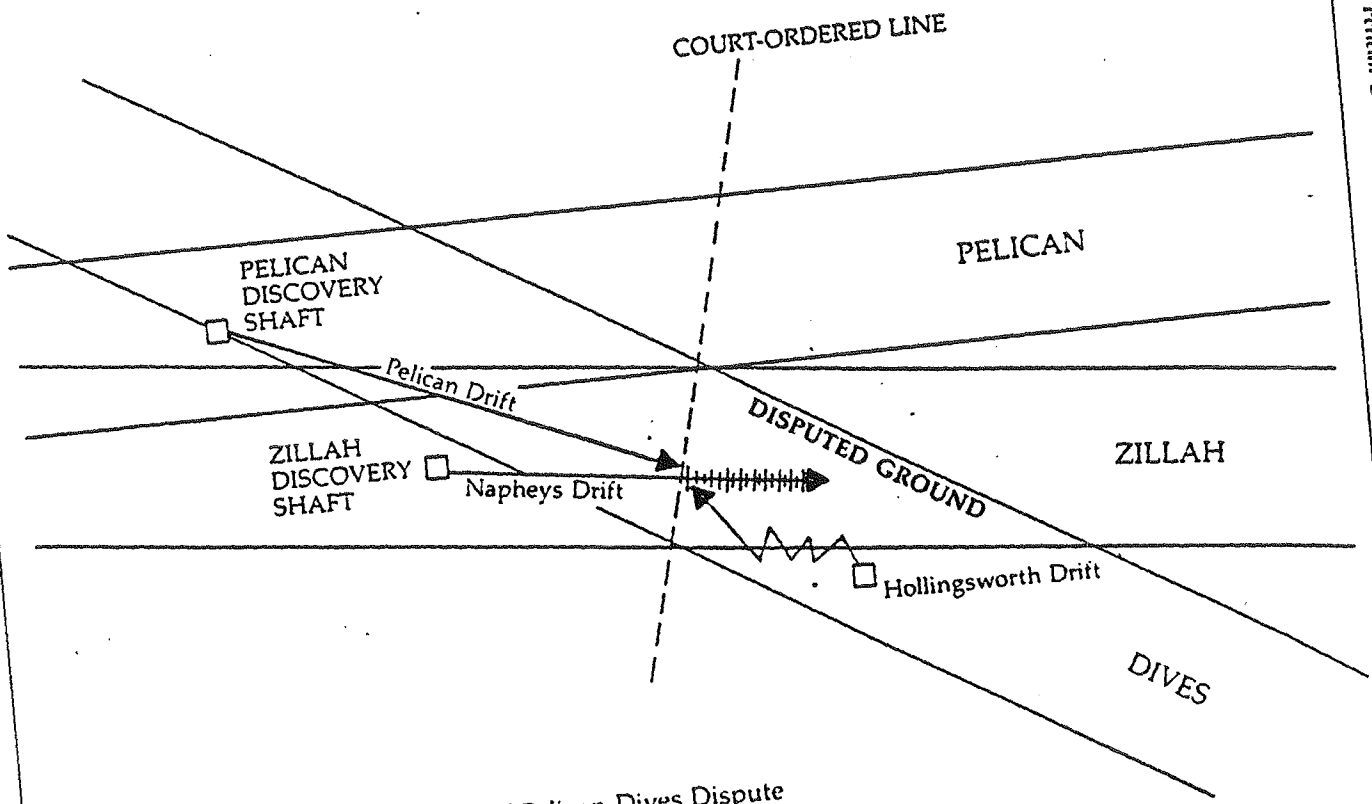 COURT-ORDERED LINE
PELICAN
PELICAN
DISCOVERY
SHAFT
Pelican Drift
DISPUTED GROUND
ZILLAH
ZILLAH
DISCOVERY
SHAFT
Napheys Drift
Hollingsworth Drift
DIVES
Dives Dispute